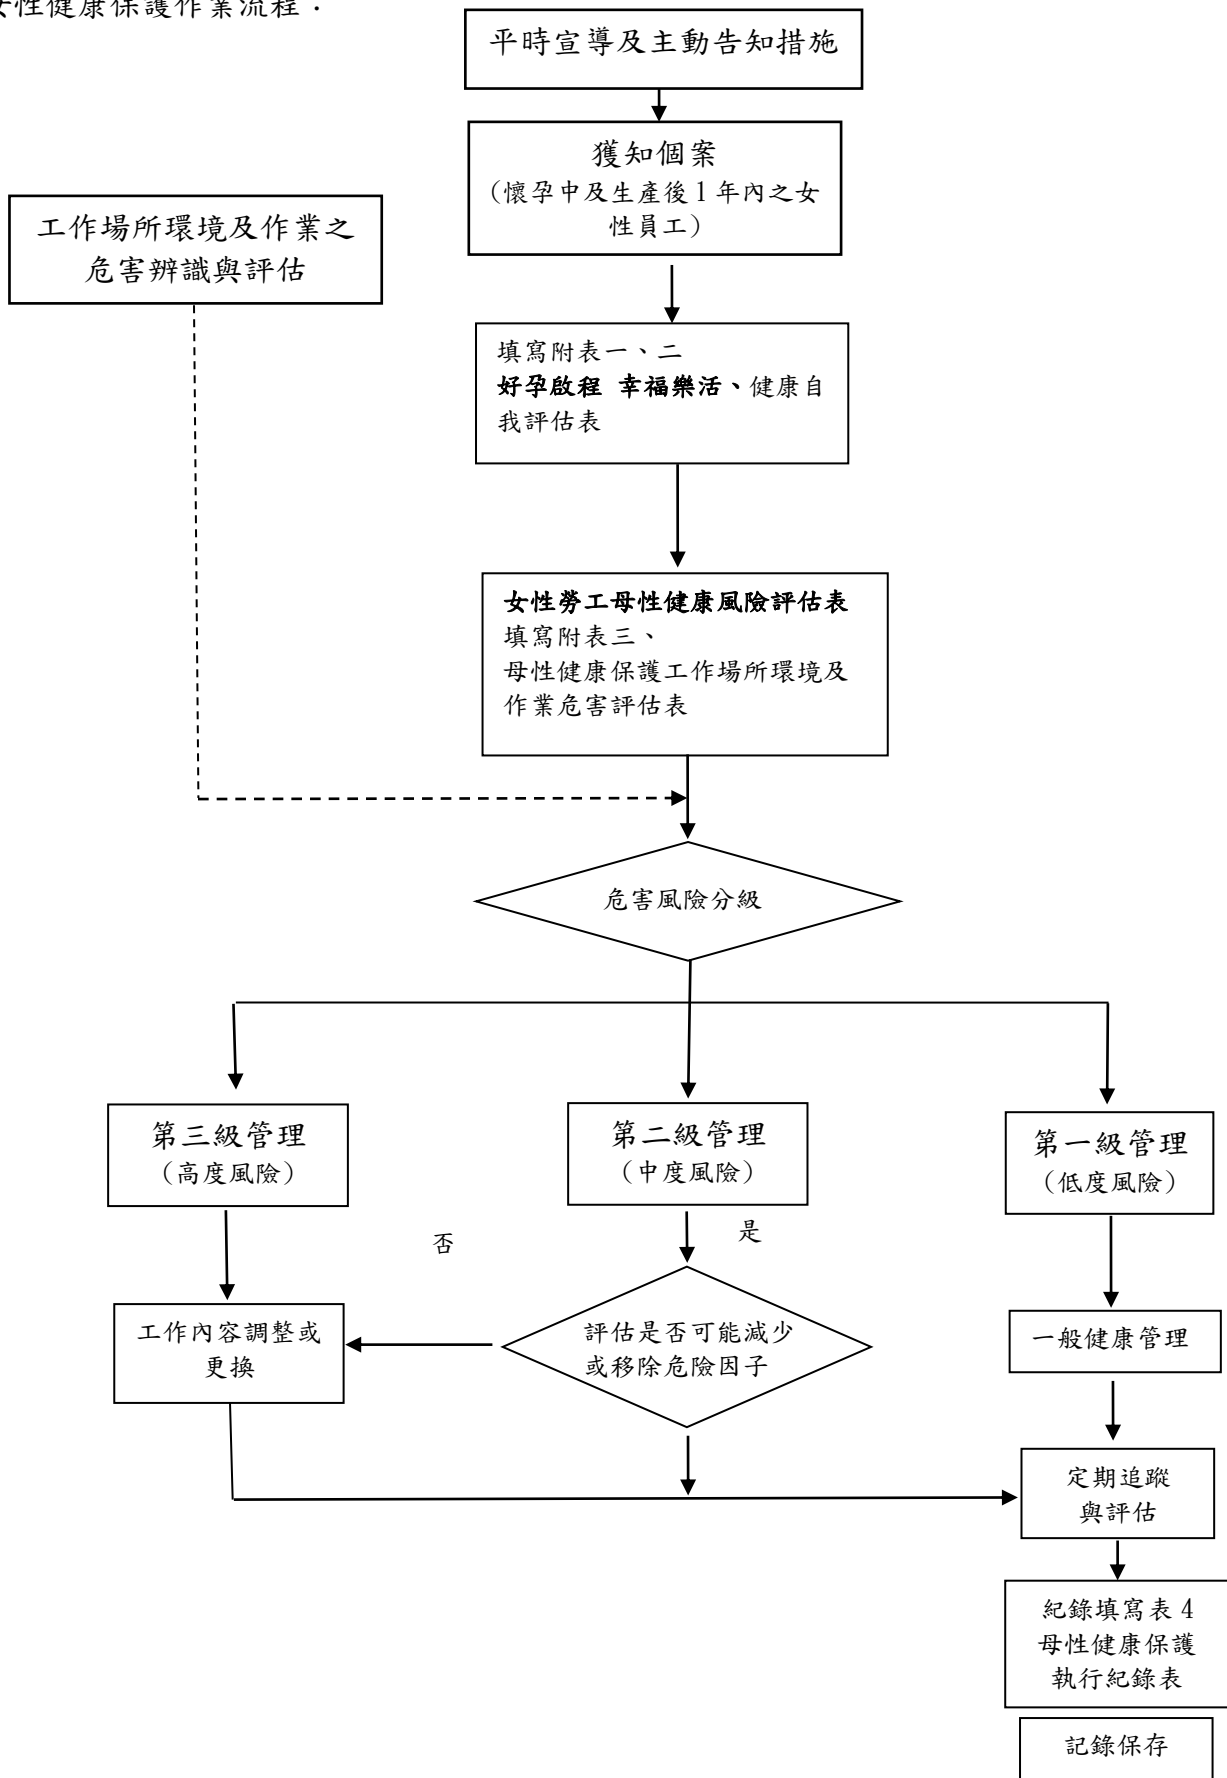 女性健康保護作業流程：
平時宣導及主動告知措施
獲知個案
（懷孕中及生產後 1 年內之女
性員工）
工作場所環境及作業之
危害辨識與評估
填寫附表一、二
好孕啟程 幸福樂活、健康自
我評估表
女性勞工母性健康風險評估表
填寫附表三、
母性健康保護工作場所環境及
作業危害評估表
危害風險分級
第三級管理
（高度風險）
第二級管理
（中度風險）
第一級管理
（低度風險）
否
是
工作內容調整或
更換
評估是否可能減少
或移除危險因子
一般健康管理
定期追蹤
與評估
紀錄填寫表 4
母性健康保護
執行紀錄表
記錄保存